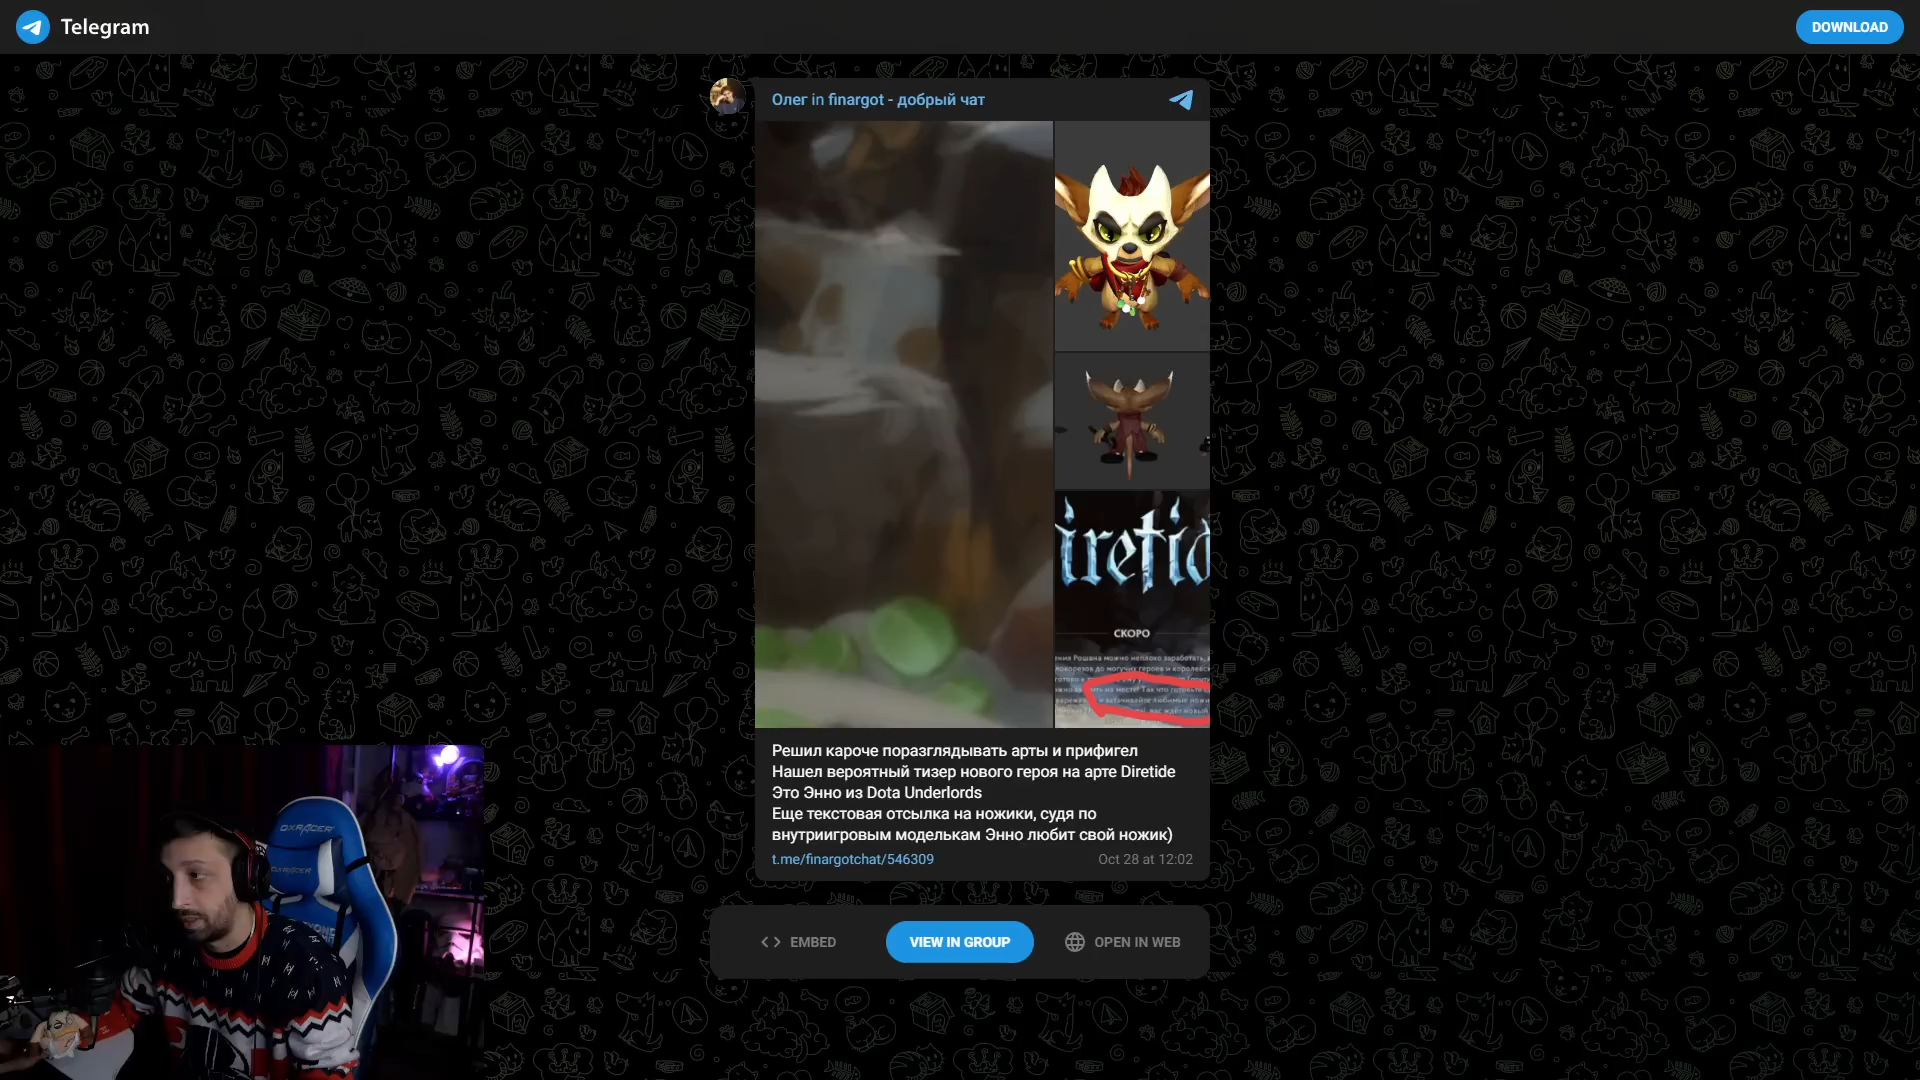 Telegram
DOWNLOAD
Олег in finargot - добрый чат
iretid
СКОРО
Решил кароче поразглядывать арты и прифигел
Нашел вероятный тизер нового героя на арте Diretide
Это Энно из Dota Underlords
Еще текстовая отсылка на ножики, судя по
внутриигровым моделькам Энно любит свой ножик)
t.me/finargotchat/546309
Oct 28 at 12:02
EMBED
VIEW IN GROUP
OPEN IN WEB
DXRACER